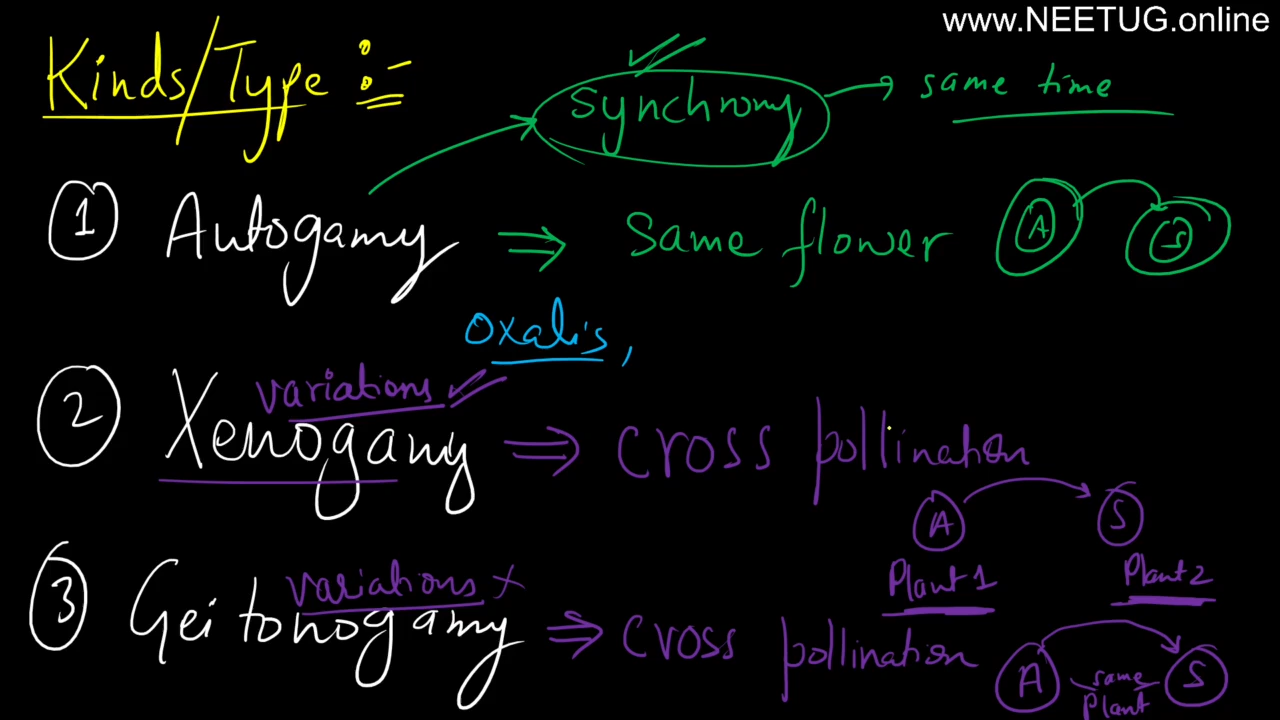 www.NEETUG.online
Kinds/Type :-
synchrony → same time
1 Autogamy ⇒ same flower A S
oxalis,
variations ✓
2 Xenogamy ⇒ cross pollination
A S
Plant 1 Plant 2
variations ×
3 Geitonogamy ⇒ cross pollination
A same Plant S